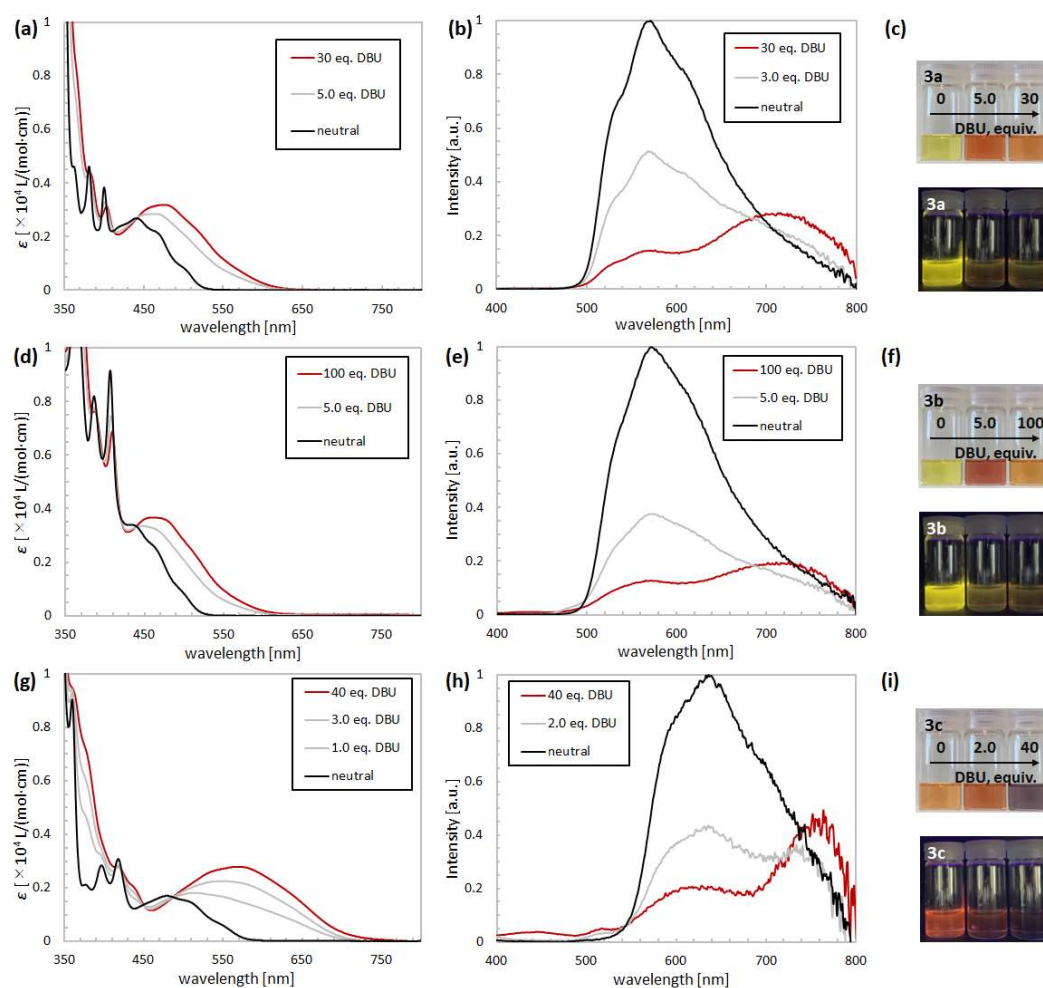 (a)
ε [ ×10⁴ L/(mol·cm)]
1
0.8
0.6
0.4
0.2
0
350 450 550 650 750
wavelength [nm]
30 eq. DBU
5.0 eq. DBU
neutral
(b)
Intensity [a.u.]
1
0.8
0.6
0.4
0.2
0
400 500 600 700 800
wavelength [nm]
30 eq. DBU
3.0 eq. DBU
neutral
(c)
3a
0 5.0 30
DBU, equiv.
3a
(d)
ε [ ×10⁴ L/(mol·cm)]
1
0.8
0.6
0.4
0.2
0
350 450 550 650 750
wavelength [nm]
100 eq. DBU
5.0 eq. DBU
neutral
(e)
Intensity [a.u.]
1
0.8
0.6
0.4
0.2
0
400 500 600 700 800
wavelength [nm]
100 eq. DBU
5.0 eq. DBU
neutral
(f)
3b
0 5.0 100
DBU, equiv.
3b
(g)
ε [ ×10⁴ L/(mol·cm)]
1
0.8
0.6
0.4
0.2
0
350 450 550 650 750
wavelength [nm]
40 eq. DBU
3.0 eq. DBU
1.0 eq. DBU
neutral
(h)
Intensity [a.u.]
1
0.8
0.6
0.4
0.2
0
400 500 600 700 800
wavelength [nm]
40 eq. DBU
2.0 eq. DBU
neutral
(i)
3c
0 2.0 40
DBU, equiv.
3c